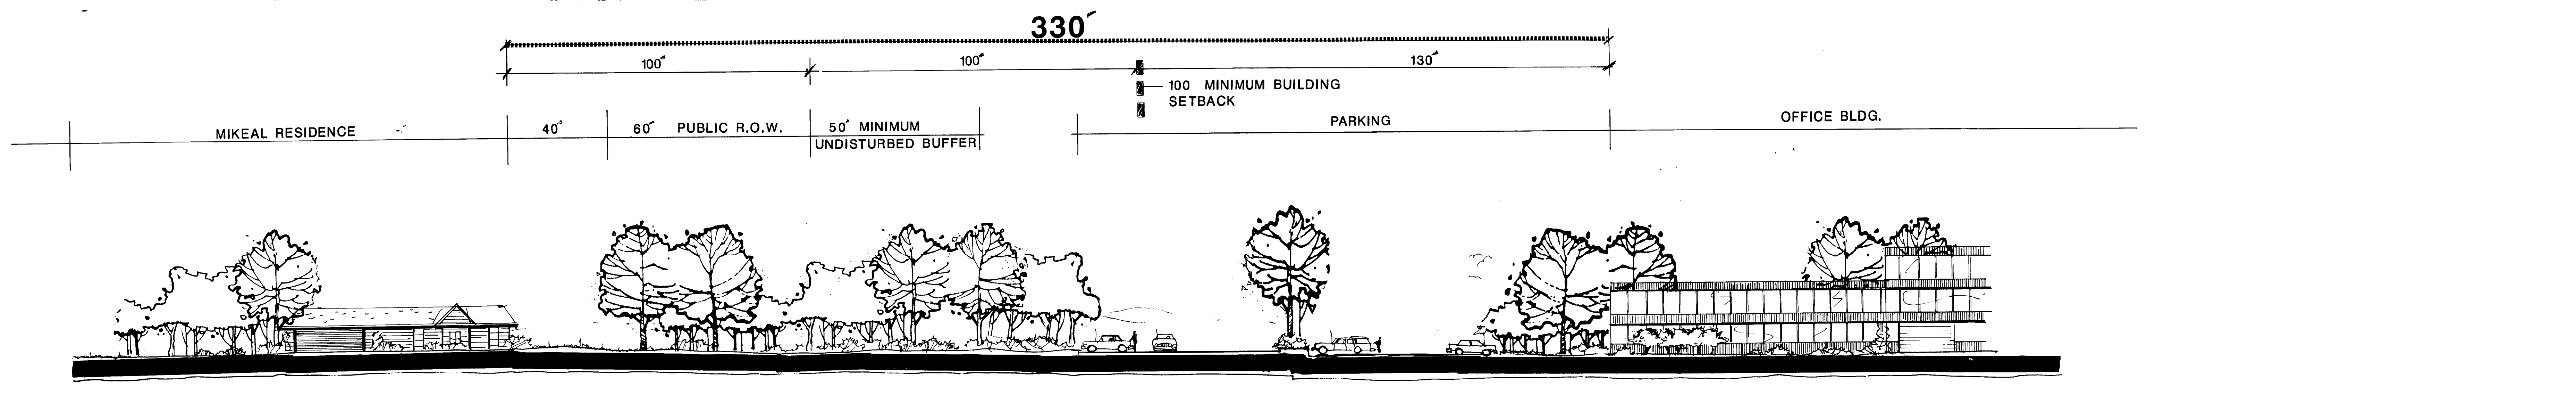 330´
100´ 100´ 130´
100 MINIMUM BUILDING
SETBACK
MIKEAL RESIDENCE 40´ 60´ PUBLIC R.O.W. 50´ MINIMUM PARKING OFFICE BLDG.
UNDISTURBED BUFFER